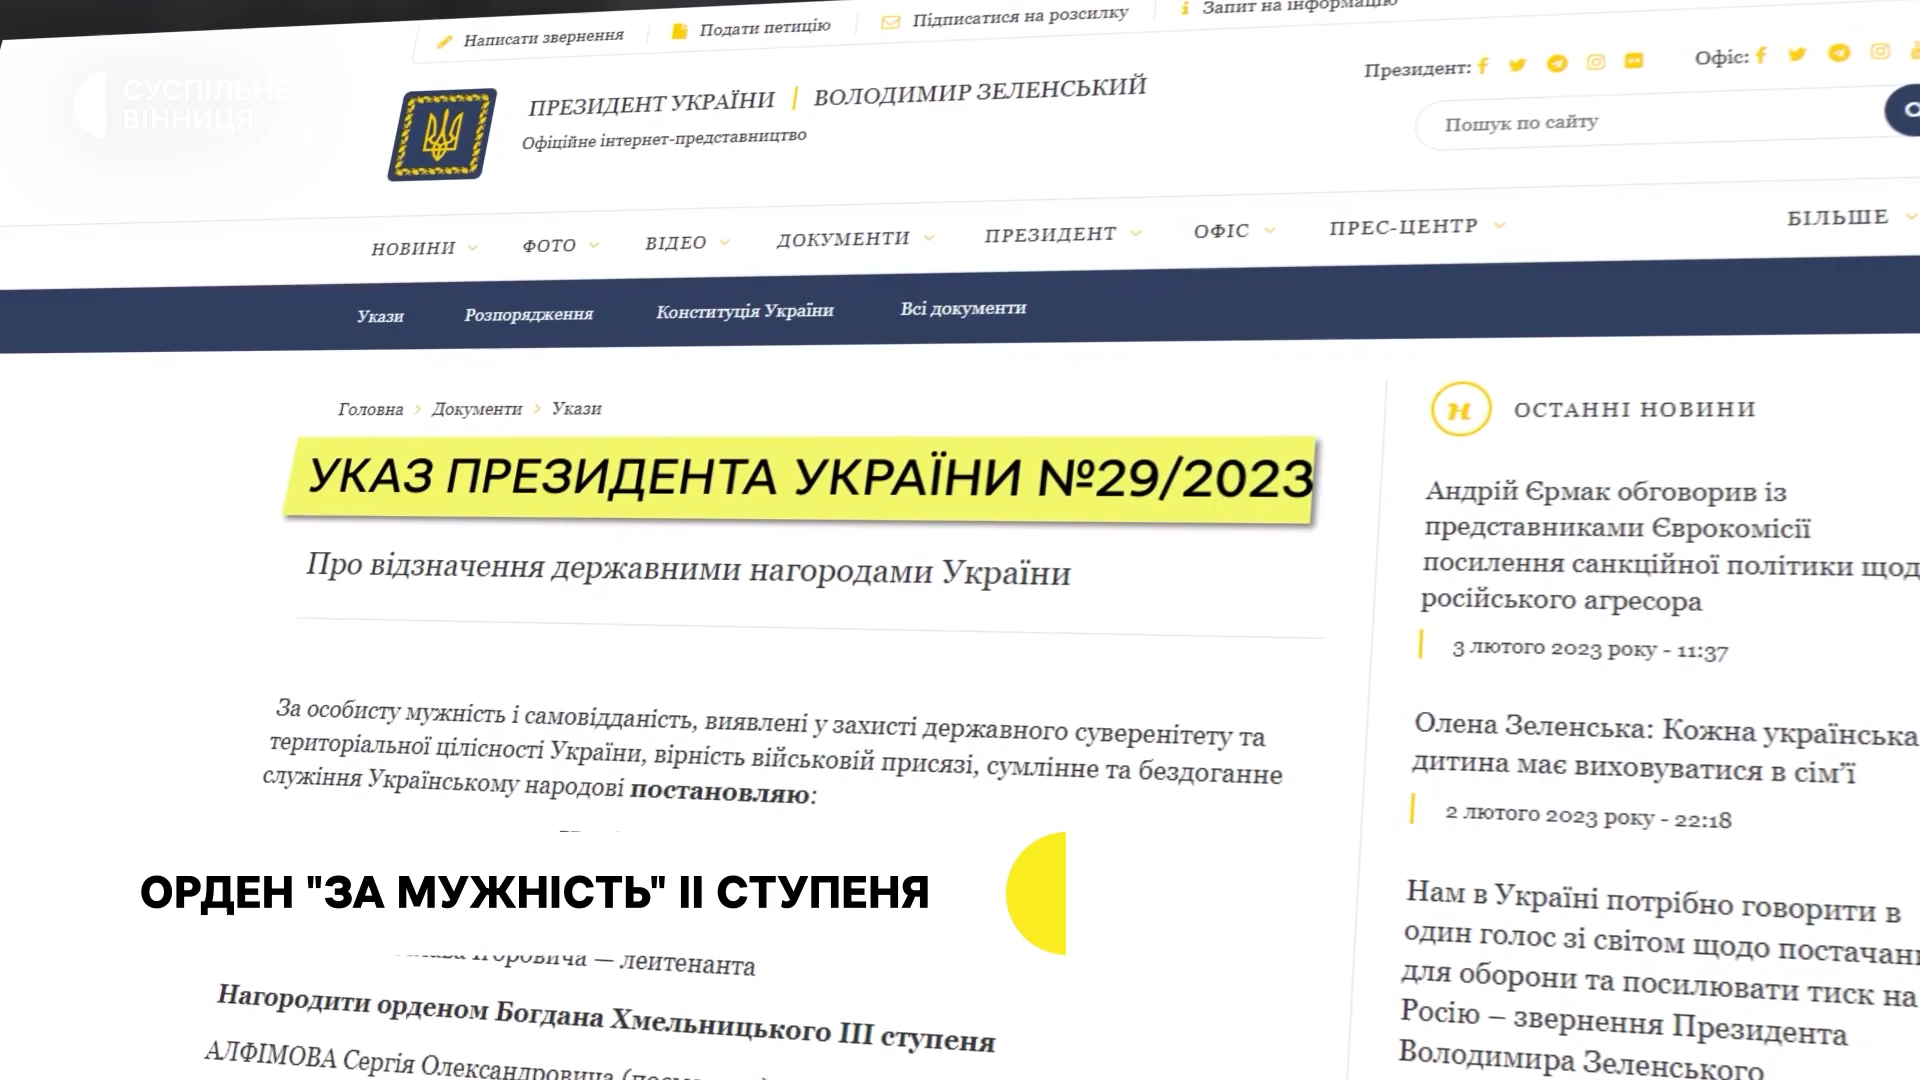 Написати звернення
Подати петицію
Підписатися на розсилку
Запит на інформацію
СУСПІЛЬНЕ
ВІННИЦЯ
ПРЕЗИДЕНТ УКРАЇНИ | ВОЛОДИМИР ЗЕЛЕНСЬКИЙ
Офіційне інтернет-представництво
Президент:
Офіс:
Пошук по сайту
НОВИНИ
ФОТО
ВІДЕО
ДОКУМЕНТИ
ПРЕЗИДЕНТ
ОФІС
ПРЕС-ЦЕНТР
БІЛЬШЕ
Укази
Розпорядження
Конституція України
Всі документи
Головна > Документи > Укази
УКАЗ ПРЕЗИДЕНТА УКРАЇНИ №29/2023
Про відзначення державними нагородами України
За особисту мужність і самовідданість, виявлені у захисті державного суверенітету та
територіальної цілісності України, вірність військовій присязі, сумлінне та бездоганне
служіння Українському народові постановляю:
ОРДЕН "ЗА МУЖНІСТЬ" ІІ СТУПЕНЯ
Ігоровича — лейтенанта
Нагородити орденом Богдана Хмельницького ІІІ ступеня
АЛФІМОВА Сергія Олександровича
н ОСТАННІ НОВИНИ
Андрій Єрмак обговорив із
представниками Єврокомісії
посилення санкційної політики щод
російського агресора
3 лютого 2023 року - 11:37
Олена Зеленська: Кожна українська
дитина має виховуватися в сім’ї
2 лютого 2023 року - 22:18
Нам в Україні потрібно говорити в
один голос зі світом щодо постачан
для оборони та посилювати тиск на
Росію – звернення Президента
Володимира Зеленського